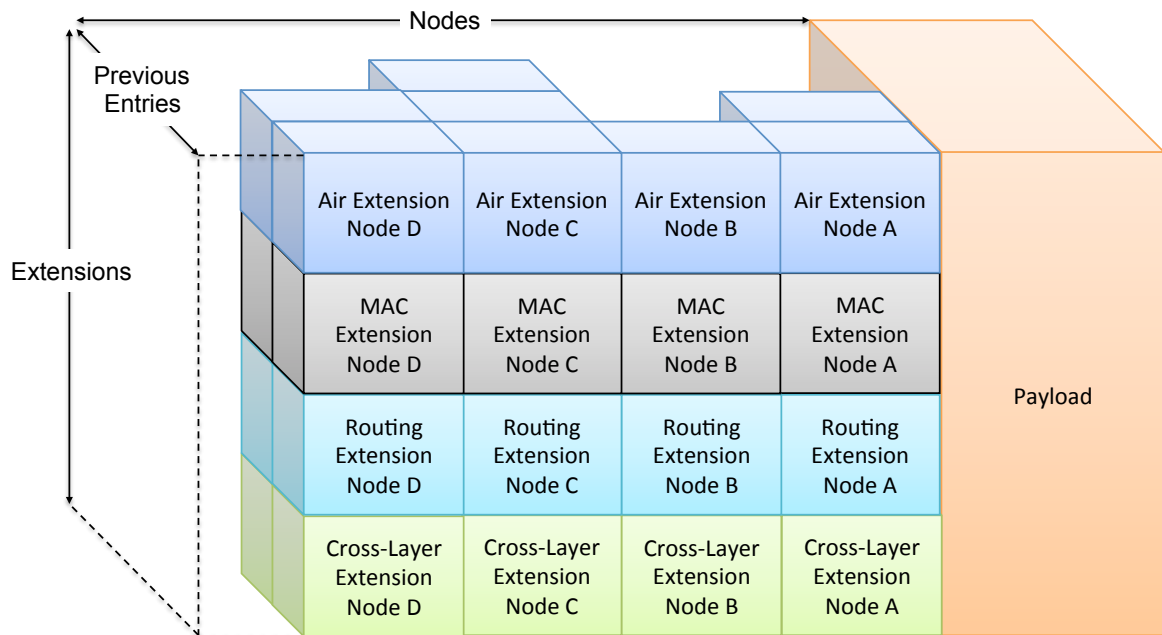 Nodes
Previous
Entries
Extensions
Air Extension
Node D
Air Extension
Node C
Air Extension
Node B
Air Extension
Node A
MAC
Extension
Node D
MAC
Extension
Node C
MAC
Extension
Node B
MAC
Extension
Node A
Routing
Extension
Node D
Routing
Extension
Node C
Routing
Extension
Node B
Routing
Extension
Node A
Cross-Layer
Extension
Node D
Cross-Layer
Extension
Node C
Cross-Layer
Extension
Node B
Cross-Layer
Extension
Node A
Payload